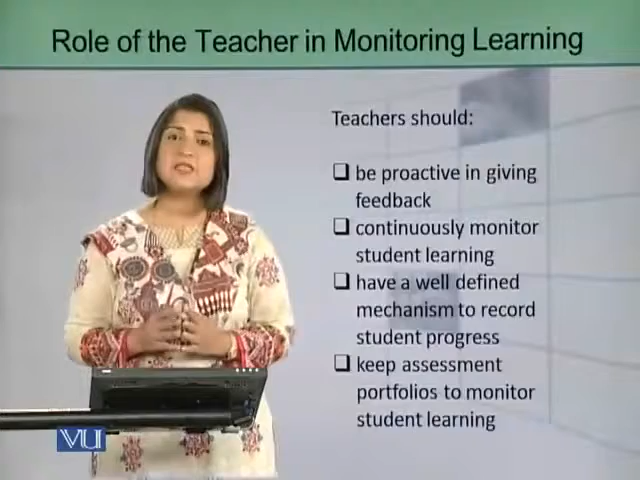 Role of the Teacher in Monitoring Learning
Teachers should:
❑ be proactive in giving
feedback
❑ continuously monitor
student learning
❑ have a well defined
mechanism to record
student progress
❑ keep assessment
portfolios to monitor
student learning
VU